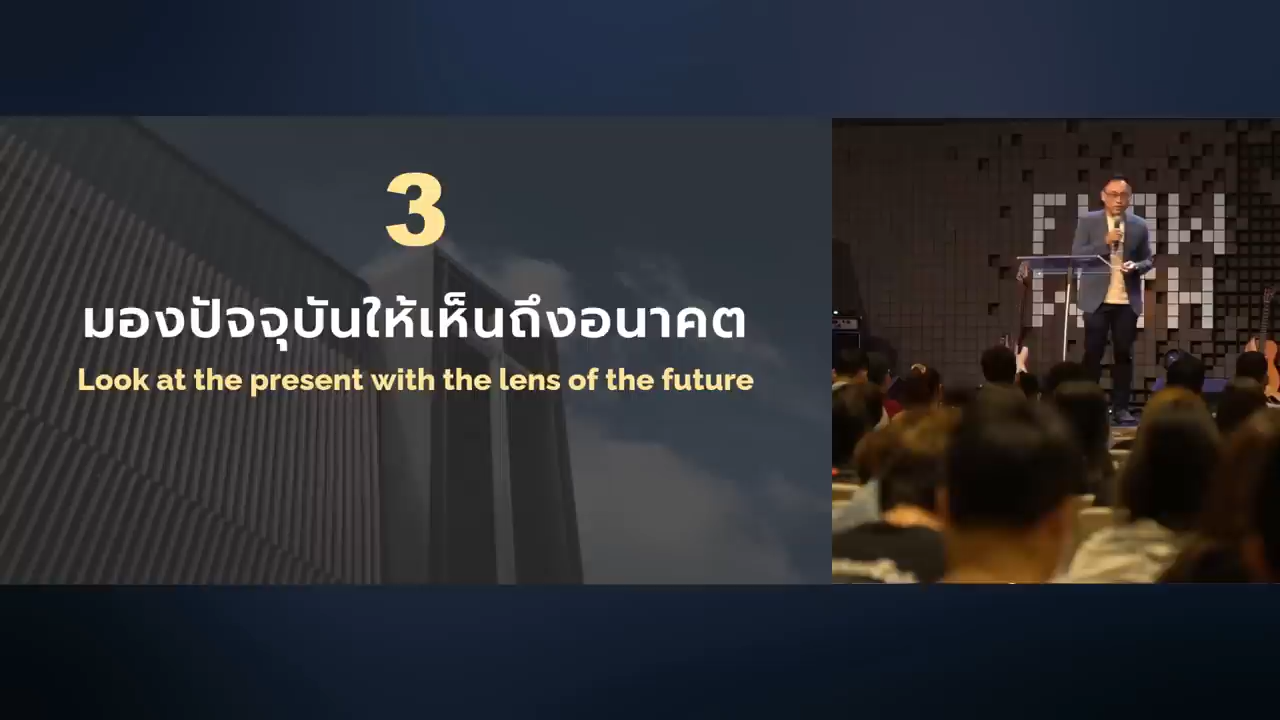 3
มองปัจจุบันให้เห็นถึงอนาคต
Look at the present with the lens of the future